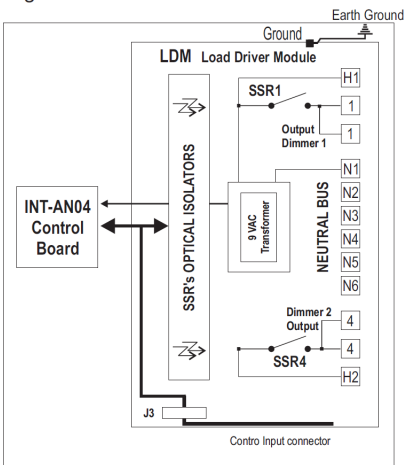 Earth Ground
Ground
LDM Load Driver Module
H1
SSR1
1
Output
Dimmer 1
1
SSR's OPTICAL ISOLATORS
N1
INT-AN04
Control
Board
9 VAC
Transformer
NEUTRAL BUS
N2
N3
N4
N5
N6
Dimmer 2
Output
4
4
SSR4
H2
J3
Contro Input connector